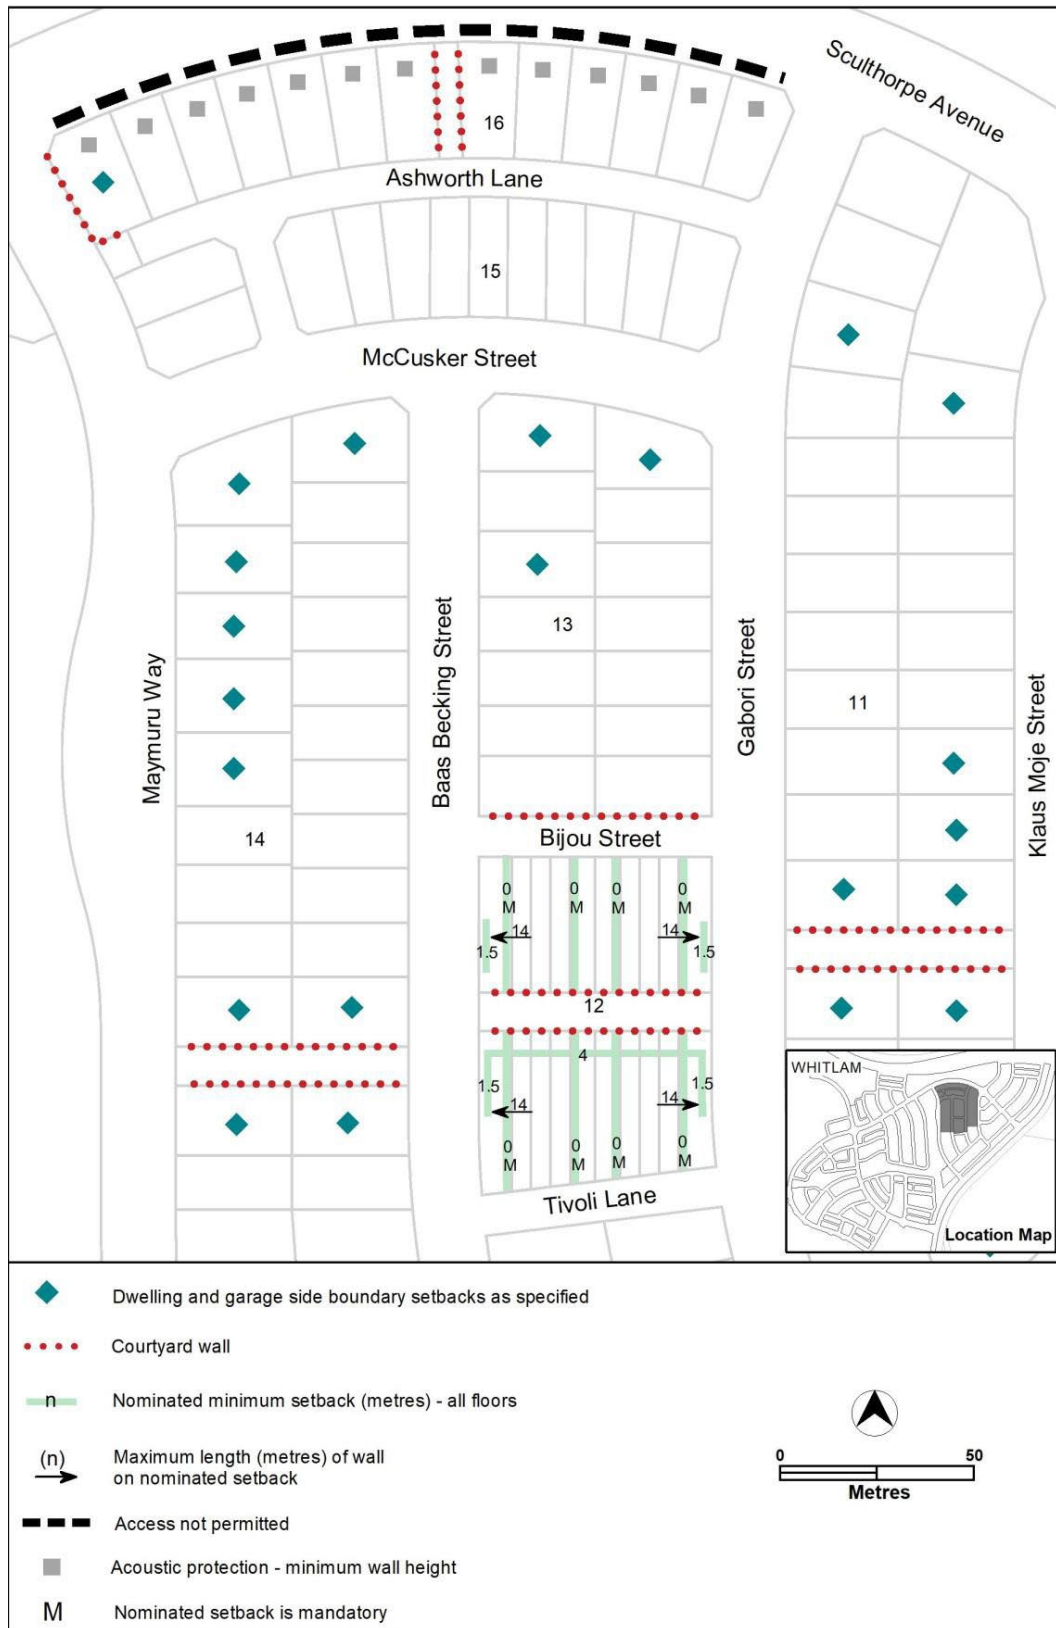 Sculthorpe Avenue
16
Ashworth Lane
15
McCusker Street
13
Maymuru Way
Baas Becking Street
Gabori Street
11
Klaus Moje Street
14
Bijou Street
0 0 0 0
M M M M
14 14
1.5 1.5
12
4
1.5 1.5
14 14
0 0 0 0
M M M M
Tivoli Lane
WHITLAM
Location Map
Dwelling and garage side boundary setbacks as specified
Courtyard wall
n Nominated minimum setback (metres) - all floors
(n) Maximum length (metres) of wall
on nominated setback
0 50
Metres
Access not permitted
Acoustic protection - minimum wall height
M Nominated setback is mandatory